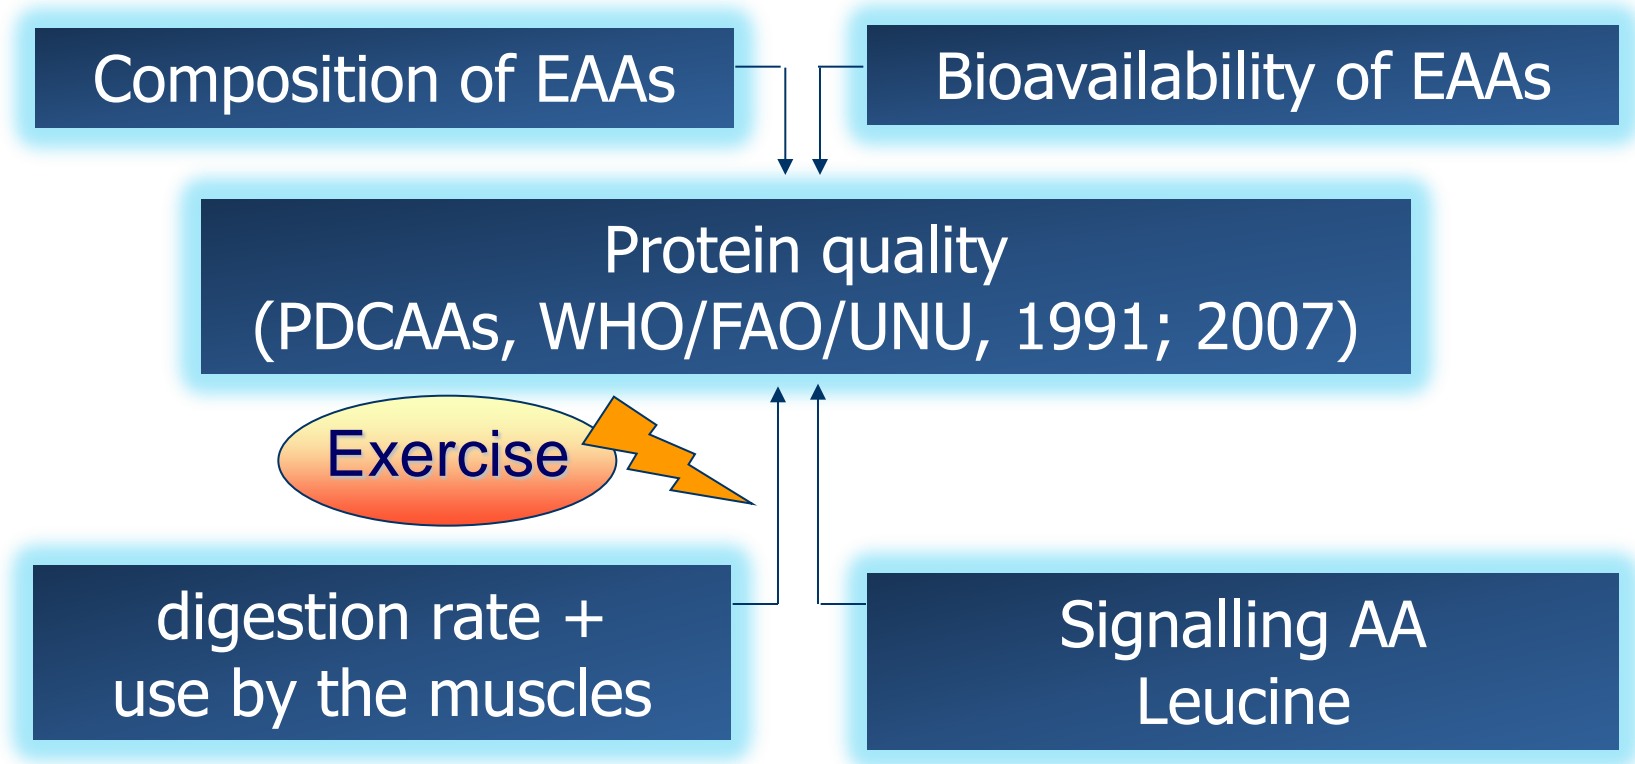 Composition of EAAs
Bioavailability of EAAs
Protein quality
(PDCAAs, WHO/FAO/UNU, 1991; 2007)
Exercise
digestion rate +
use by the muscles
Signalling AA
Leucine